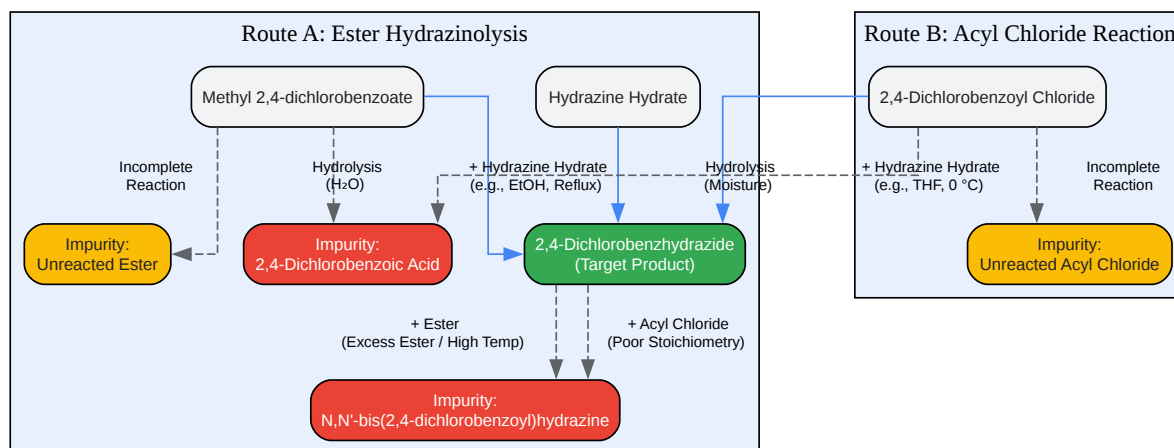 Route A: Ester Hydrazinolysis
Route B: Acyl Chloride Reaction
Methyl 2,4-dichlorobenzoate
Hydrazine Hydrate
2,4-Dichlorobenzoyl Chloride
Incomplete
Reaction
Hydrolysis
(H₂O)
+ Hydrazine Hydrate
(e.g., EtOH, Reflux)
Hydrolysis
(Moisture)
+ Hydrazine Hydrate
(e.g., THF, 0 °C)
Incomplete
Reaction
Impurity:
Unreacted Ester
Impurity:
2,4-Dichlorobenzoic Acid
2,4-Dichlorobenzhydrazide
(Target Product)
Impurity:
Unreacted Acyl Chloride
+ Ester
(Excess Ester / High Temp)
+ Acyl Chloride
(Poor Stoichiometry)
Impurity:
N,N'-bis(2,4-dichlorobenzoyl)hydrazine